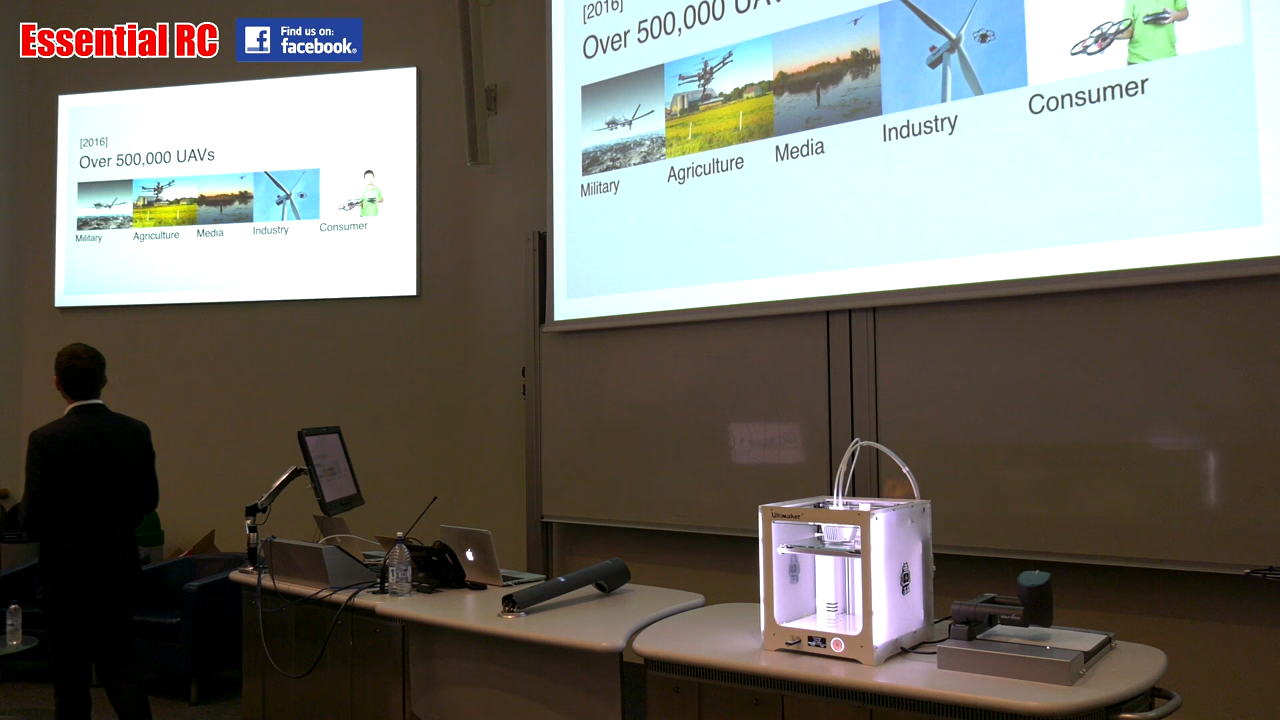 Essential RC
Find us on:
facebook.
[2016]
Over 500,000 UAVs
Military
Agriculture
Media
Industry
Consumer
[2016]
Over 500,000 UAV
Military
Agriculture
Media
Industry
Consumer
Ultimaker